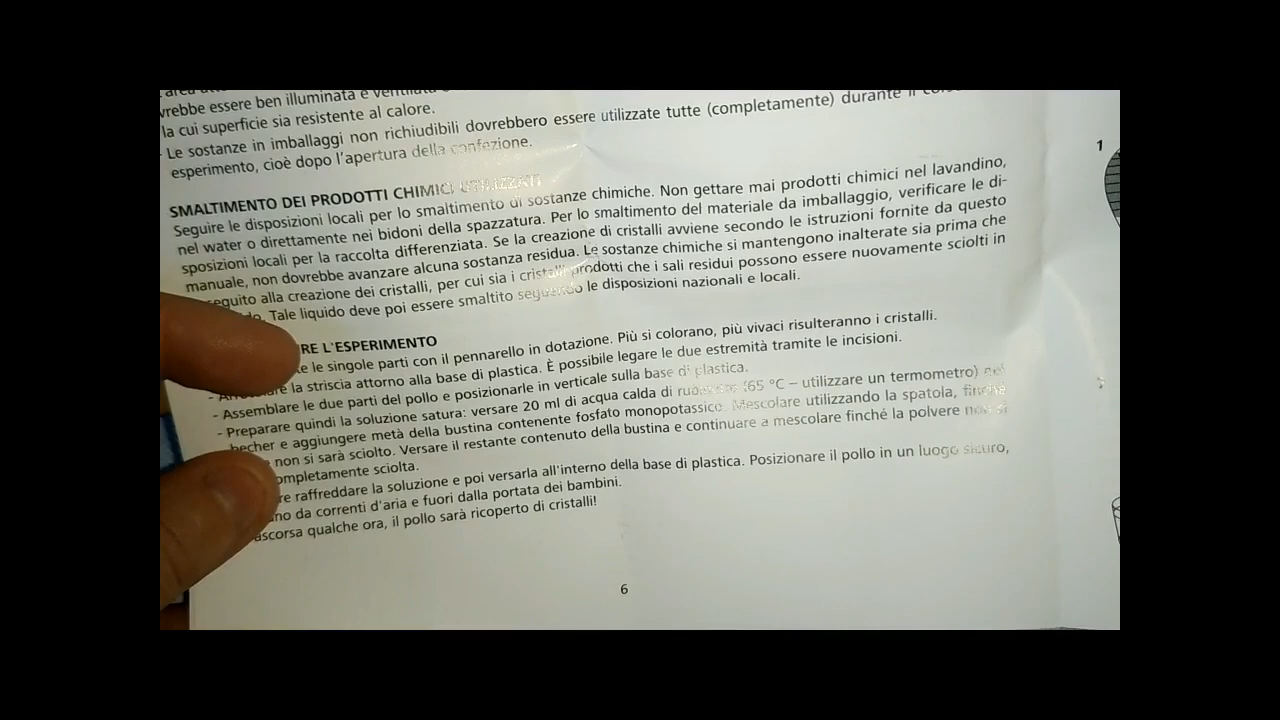 vrebbe essere ben illuminata e ventilata
la cui superficie sia resistente al calore.
- Le sostanze in imballaggi non richiudibili dovrebbero essere utilizzate tutte (completamente) durante il
esperimento, cioè dopo l'apertura della confezione.
SMALTIMENTO DEI PRODOTTI CHIMICI UTILIZZATI
Seguire le disposizioni locali per lo smaltimento di sostanze chimiche. Non gettare mai prodotti chimici nel lavandino,
nel water o direttamente nei bidoni della spazzatura. Per lo smaltimento del materiale da imballaggio, verificare le di-
sposizioni locali per la raccolta differenziata. Se la creazione di cristalli avviene secondo le istruzioni fornite da questo
manuale, non dovrebbe avanzare alcuna sostanza residua. Le sostanze chimiche si mantengono inalterate sia prima che
seguito alla creazione dei cristalli, per cui sia i cristalli prodotti che i sali residui possono essere nuovamente sciolti in
Tale liquido deve poi essere smaltito seguendo le disposizioni nazionali e locali.
RE L'ESPERIMENTO
le singole parti con il pennarello in dotazione. Più si colorano, più vivaci risulteranno i cristalli.
- la striscia attorno alla base di plastica. È possibile legare le due estremità tramite le incisioni.
- Assemblare le due parti del pollo e posizionarle in verticale sulla base di plastica.
- Preparare quindi la soluzione satura: versare 20 ml di acqua calda di rubinetto (65 °C – utilizzare un termometro) nel
becher e aggiungere metà della bustina contenente fosfato monopotassico. Mescolare utilizzando la spatola, finché
non si sarà sciolto. Versare il restante contenuto della bustina e continuare a mescolare finché la polvere non si
ompletamente sciolta.
re raffreddare la soluzione e poi versarla all'interno della base di plastica. Posizionare il pollo in un luogo sicuro,
ano da correnti d'aria e fuori dalla portata dei bambini.
ascorsa qualche ora, il pollo sarà ricoperto di cristalli!
6
1